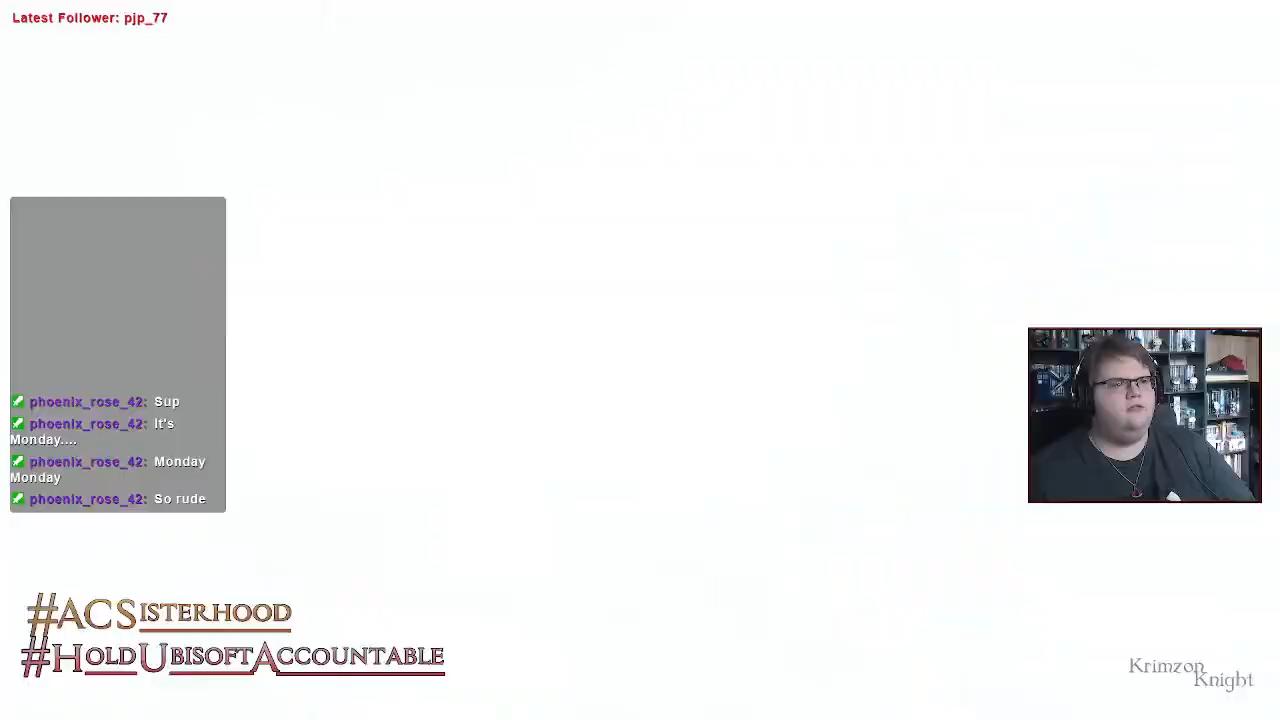 Latest Follower: pjp_77
phoenix_rose_42: Sup
phoenix_rose_42: It's
Monday....
phoenix_rose_42: Monday
Monday
phoenix_rose_42: So rude
#ACSISTERHOOD
#HOLDUBISOFTACCOUNTABLE
Krimzon
Knight